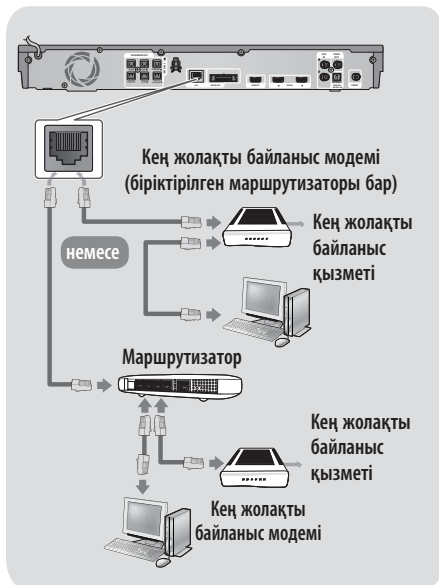 Кең жолақты байланыс модемі
(біріктірілген маршрутизаторы бар)
Кең жолақты
байланыс
қызметі
немесе
Маршрутизатор
Кең жолақты
байланыс
қызметі
Кең жолақты
байланыс модемі